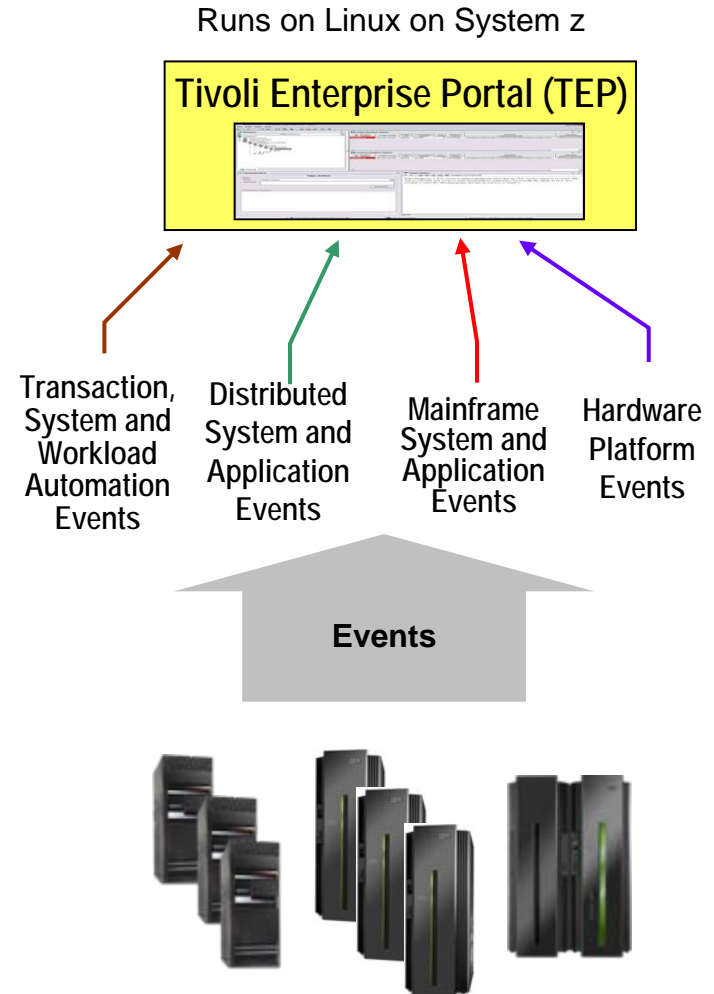 Runs on Linux on System z
Tivoli Enterprise Portal (TEP)
Transaction,
System and
Workload
Automation
Events
Distributed
System and
Application
Events
Mainframe
System and
Application
Events
Hardware
Platform
Events
Events